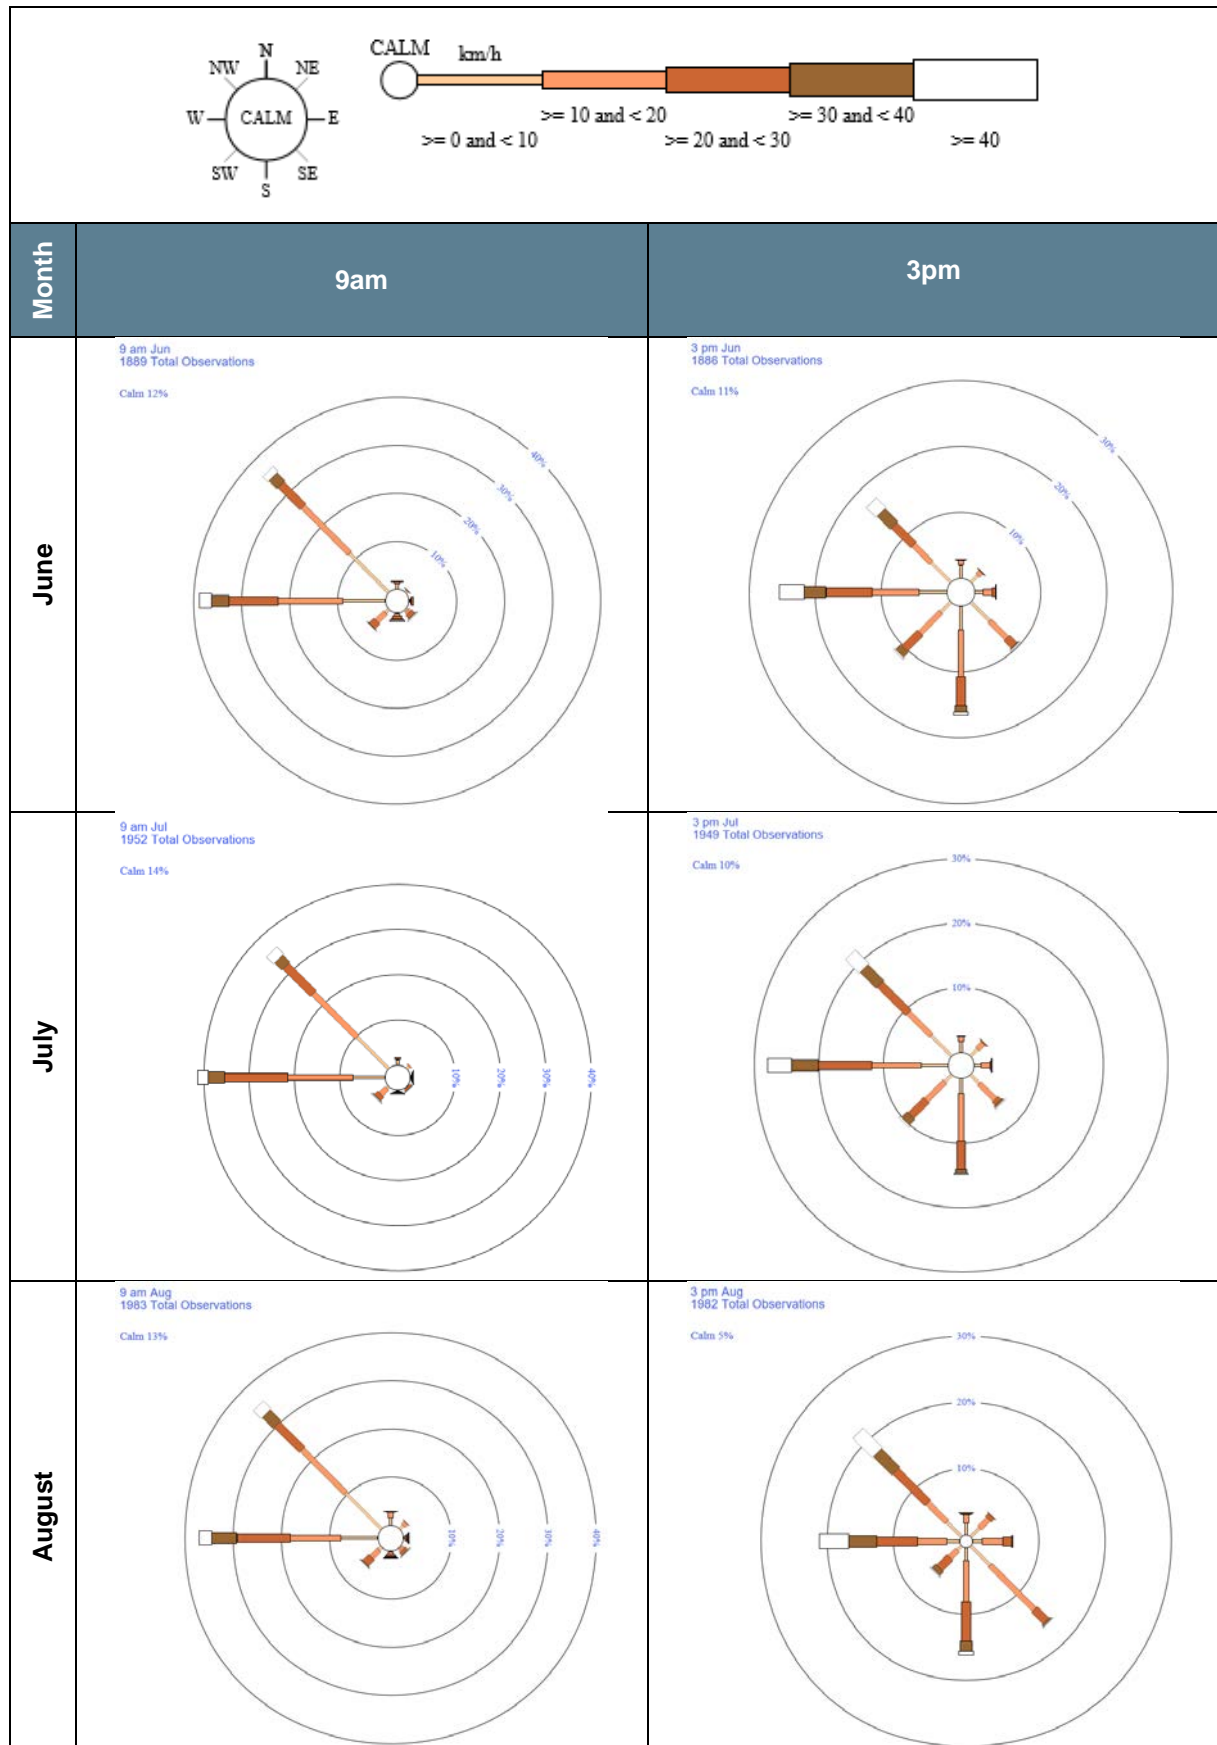 N
NW NE
W CALM E
SW SE
S
CALM km/h
>= 10 and < 20 >= 30 and < 40
>= 0 and < 10 >= 20 and < 30 >= 40
Month 9am 3pm
June
9 am Jun
1889 Total Observations
Calm 12%
40%
30%
20%
10%
3 pm Jun
1886 Total Observations
Calm 11%
30%
20%
10%
July
9 am Jul
1952 Total Observations
Calm 14%
10% 20% 30% 40%
3 pm Jul
1949 Total Observations
Calm 10%
30%
20%
10%
August
9 am Aug
1983 Total Observations
Calm 13%
10% 20% 30% 40%
3 pm Aug
1982 Total Observations
Calm 5%
30%
20%
10%